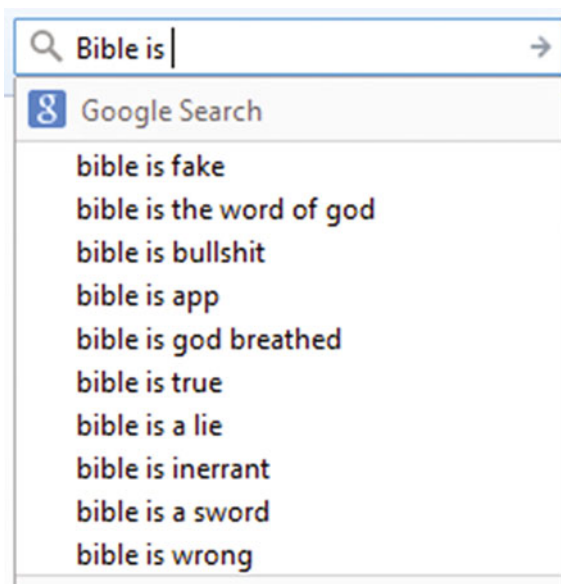 Bible is
8 Google Search
bible is fake
bible is the word of god
bible is bullshit
bible is app
bible is god breathed
bible is true
bible is a lie
bible is inerrant
bible is a sword
bible is wrong